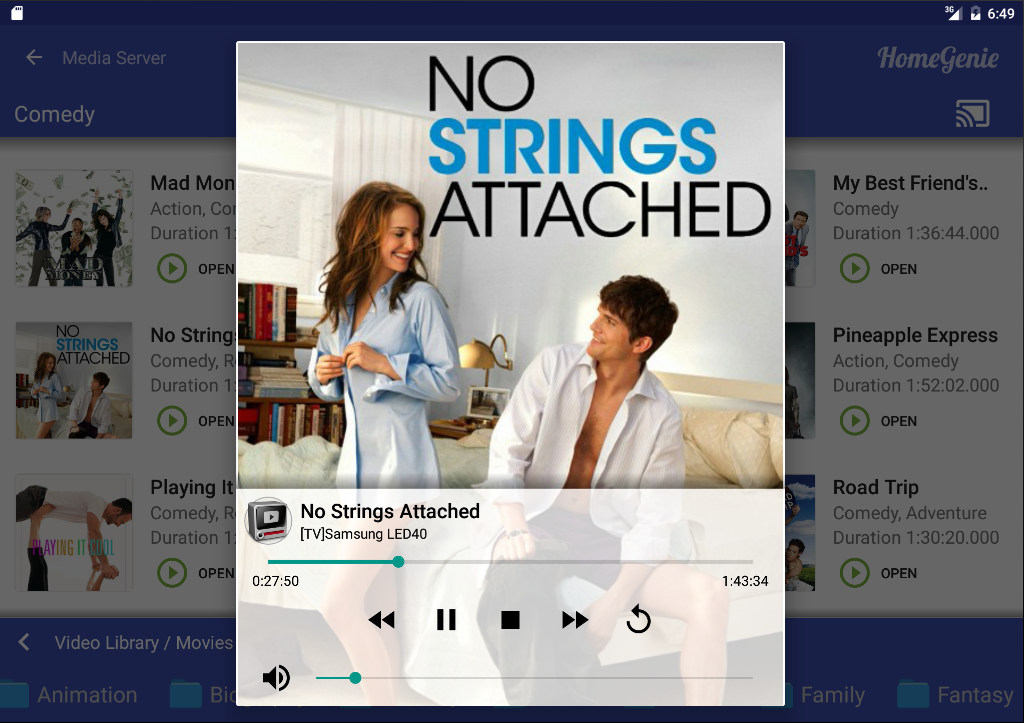 3G 6:49
Media Server
HomeGenie
Comedy
NO
STRINGS
ATTACHED
Mad Mon
Action, Co
Duration 1:
OPEN
MAD
MONEY
My Best Friend's..
Comedy
Duration 1:36:44.000
OPEN
NO
STRINGS
ATTACHED
No Strings
Comedy, R
Duration 1:
OPEN
Pineapple Express
Action, Comedy
Duration 1:52:02.000
OPEN
PLAYING IT COOL
Playing It
Comedy, R
Duration 1:
OPEN
Road Trip
Comedy, Adventure
Duration 1:30:20.000
OPEN
No Strings Attached
[TV]Samsung LED40
0:27:50
1:43:34
Video Library / Movies
Animation
Bio
Family
Fantasy